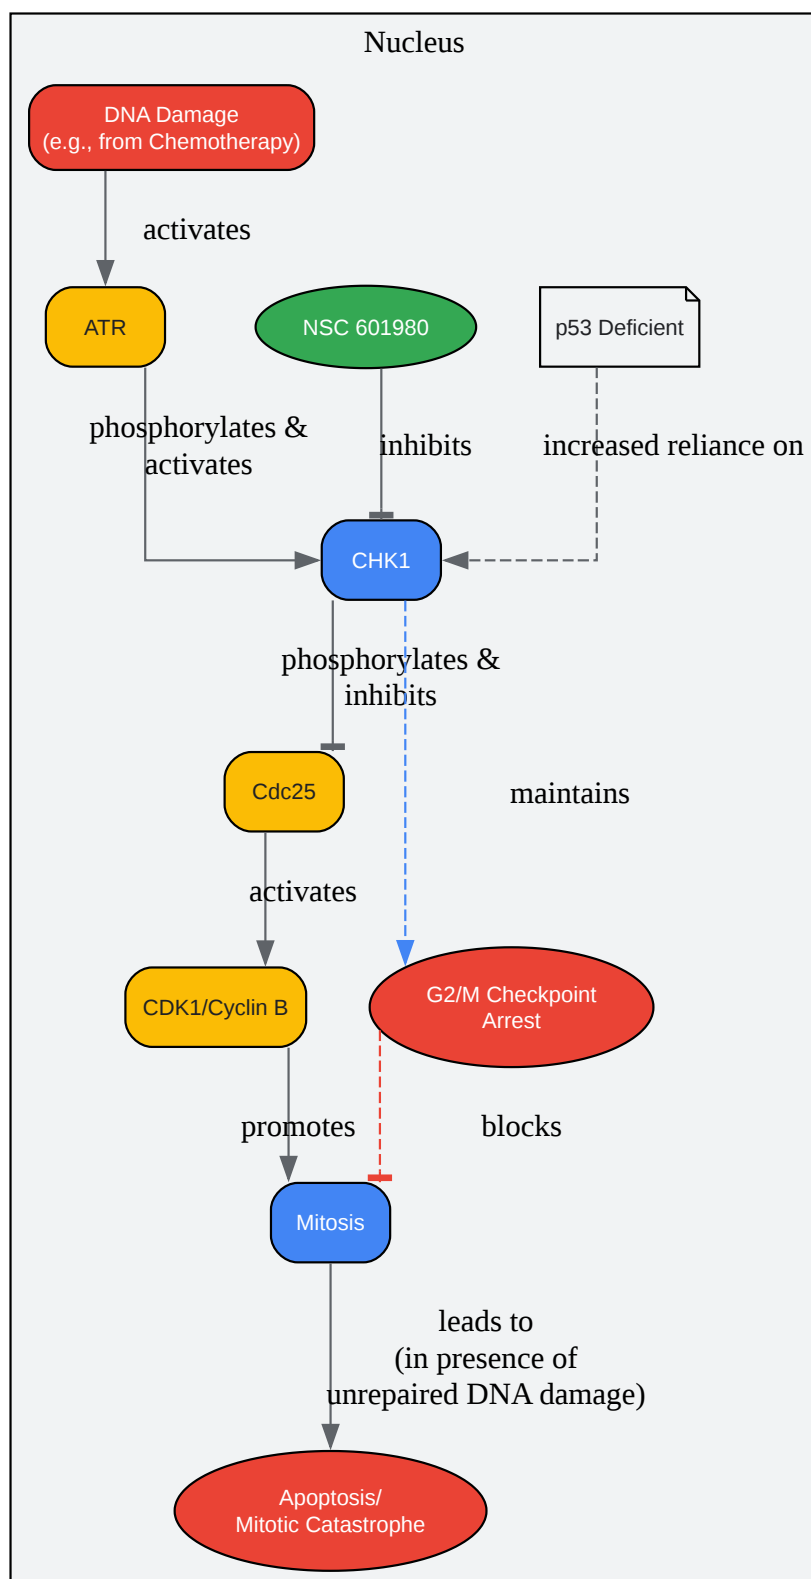 Nucleus
DNA Damage
(e.g., from Chemotherapy)
activates
ATR
NSC 601980
p53 Deficient
phosphorylates &
activates
inhibits
increased reliance on
CHK1
phosphorylates &
inhibits
Cdc25
maintains
activates
CDK1/Cyclin B
G2/M Checkpoint
Arrest
promotes
blocks
Mitosis
leads to
(in presence of
unrepaired DNA damage)
Apoptosis/
Mitotic Catastrophe